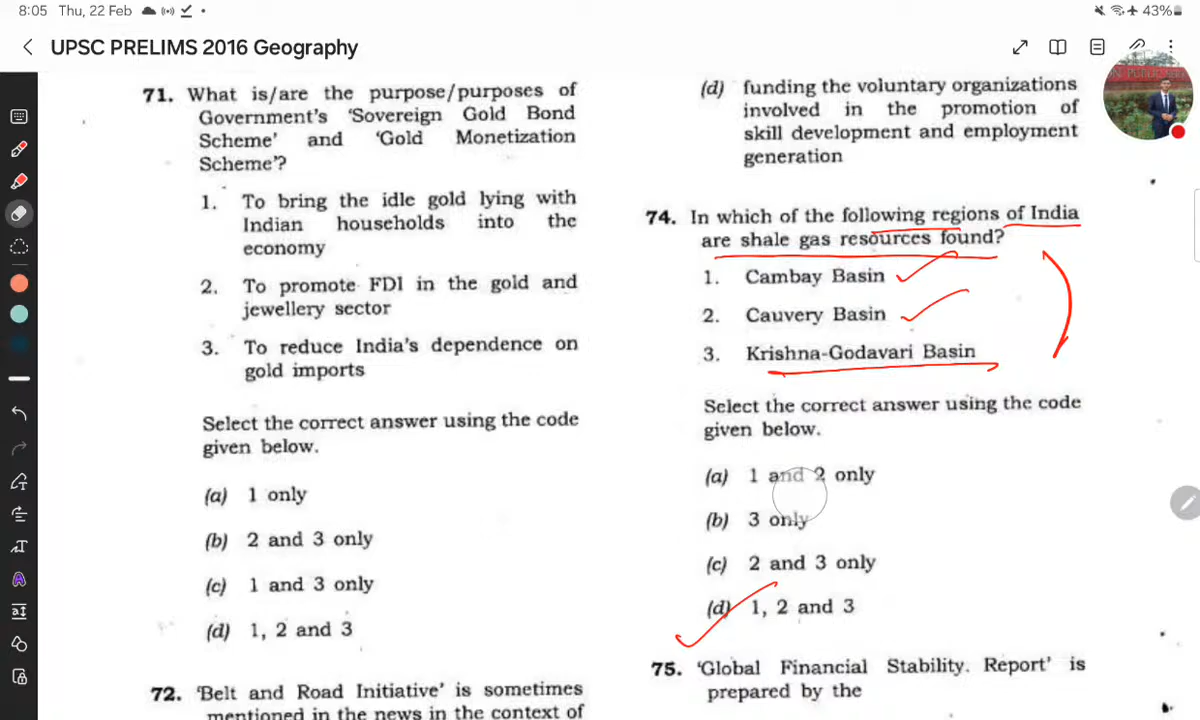 8:05 Thu, 22 Feb
43%
UPSC PRELIMS 2016 Geography
71. What is/are the purpose/purposes of
Government's 'Sovereign Gold Bond
Scheme' and 'Gold Monetization
Scheme'?
1. To bring the idle gold lying with
Indian households into the
economy
2. To promote FDI in the gold and
jewellery sector
3. To reduce India's dependence on
gold imports
Select the correct answer using the code
given below.
(a) 1 only
(b) 2 and 3 only
(c) 1 and 3 only
(d) 1, 2 and 3
72. 'Belt and Road Initiative' is sometimes
mentioned in the news in the context of
(d) funding the voluntary organizations
involved in the promotion of
skill development and employment
generation
74. In which of the following regions of India
are shale gas resources found?
1. Cambay Basin
2. Cauvery Basin
3. Krishna-Godavari Basin
Select the correct answer using the code
given below.
(a) 1 and 2 only
(b) 3 only
(c) 2 and 3 only
(d) 1, 2 and 3
75. 'Global Financial Stability. Report' is
prepared by the